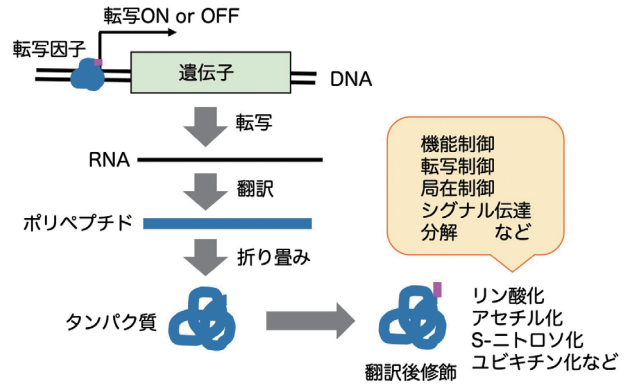 転写ON or OFF
転写因子
遺伝子
DNA
転写
RNA
翻訳
ポリペプチド
折り畳み
タンパク質
機能制御
転写制御
局在制御
シグナル伝達
分解 など
リン酸化
アセチル化
S-ニトロソ化
ユビキチン化など
翻訳後修飾